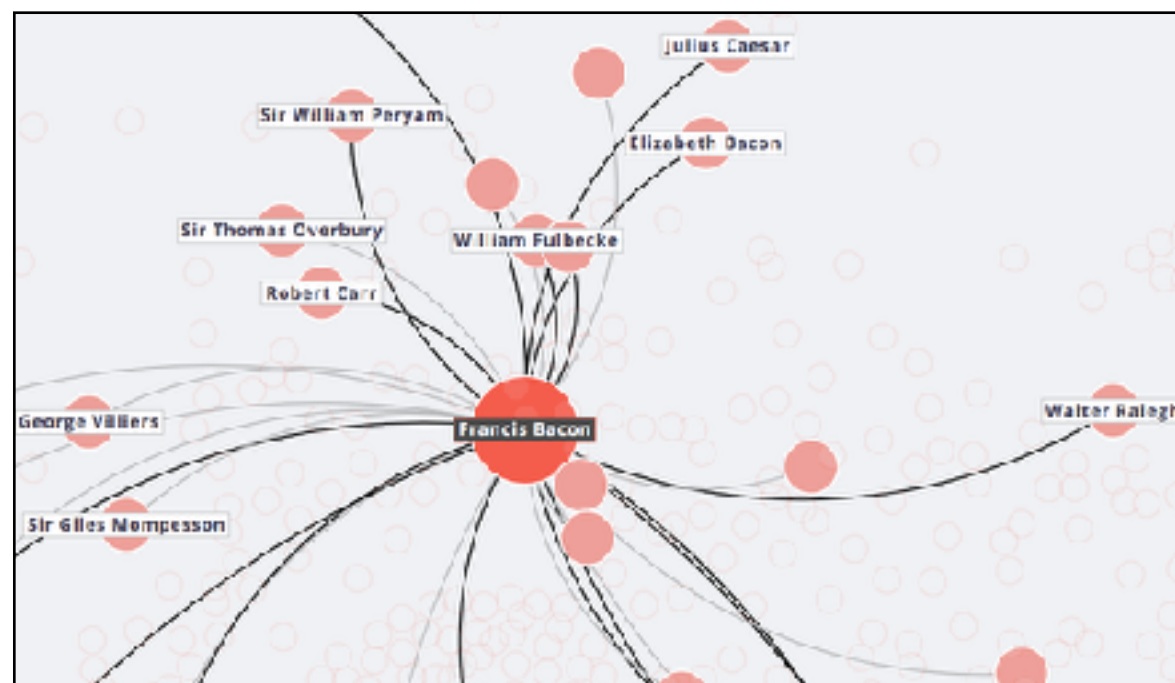 Julius Caesar
Sir William Peryam
Elizabeth Bacon
Sir Thomas Overbury
William Fulbecke
Robert Carr
Walter Ralegh
George Villiers
Francis Bacon
Sir Giles Mompesson